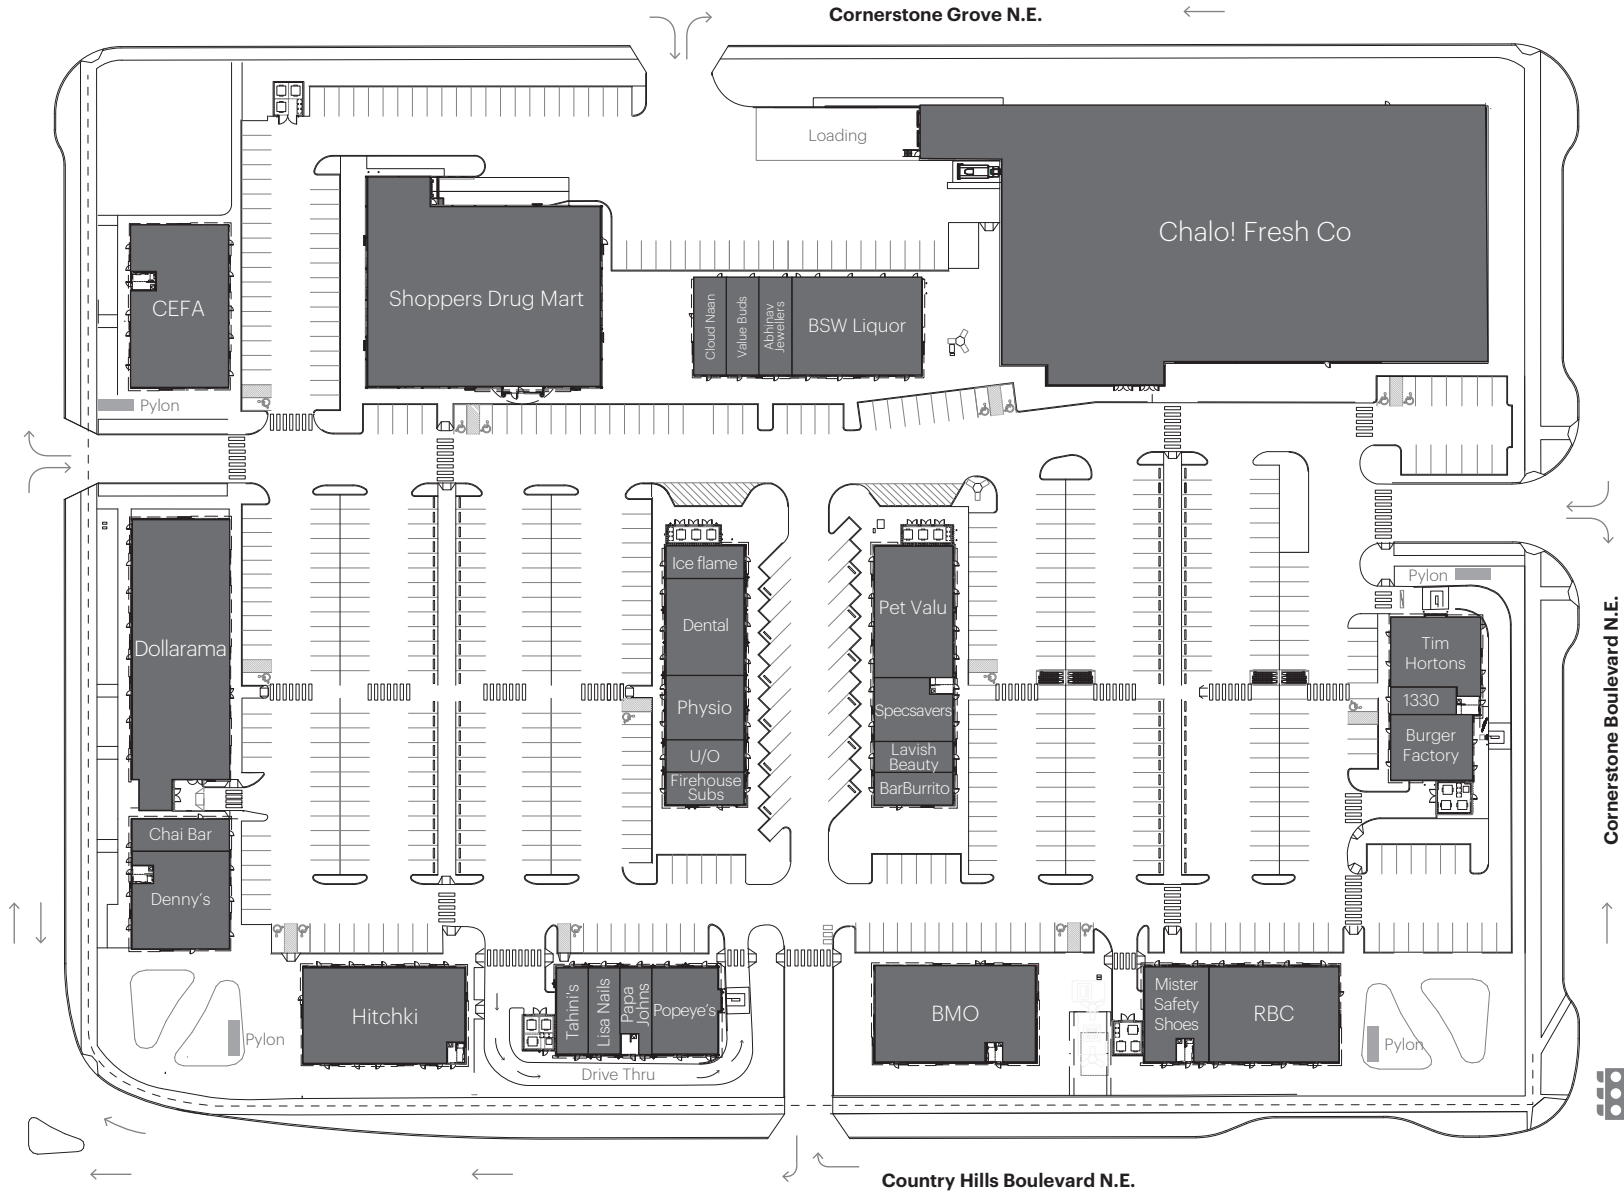 Cornerstone Grove N.E.
Loading
Chalo! Fresh Co
CEFA
Shoppers Drug Mart
Cloud Naan
Value Buds
Abhinav
Jewellers
BSW Liquor
Pylon
Ice flame
Dental
Physio
U/O
Firehouse
Subs
Pet Valu
Specsavers
Lavish
Beauty
BarBurrito
Pylon
Tim
Hortons
1330
Burger
Factory
Cornerstone Boulevard N.E.
Dollarama
Chai Bar
Denny's
Pylon
Hitchki
Tahini's
Lisa Nails
Papa
Johns
Popeye's
Drive Thru
BMO
Mister
Safety
Shoes
RBC
Pylon
Country Hills Boulevard N.E.